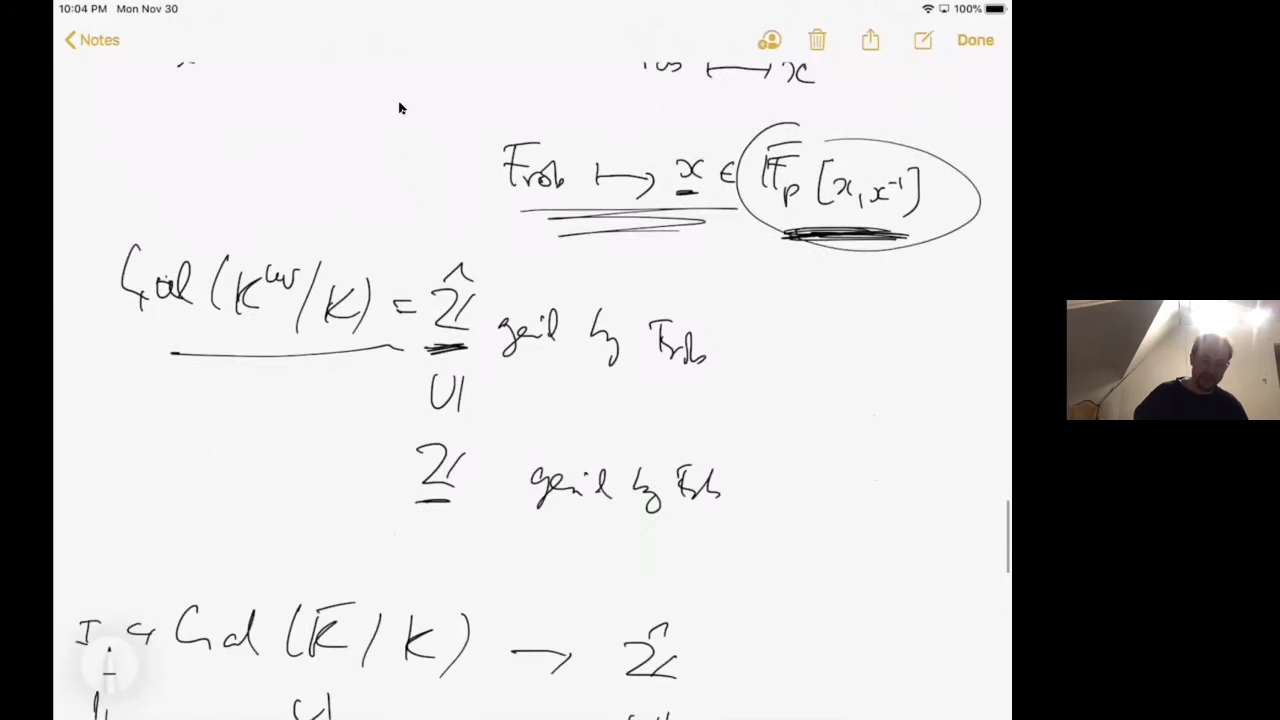 10:04 PM Mon Nov 30 100%
Notes Done
⟼ x
Frob ⟼ x ∈ F̅_p [x, x⁻¹]
Gal (K^ur / K) = Ẑ gen'd by Frob
∪|
Z gen'd by Frob
I ↪ Gal (K̅ / K) → Ẑ